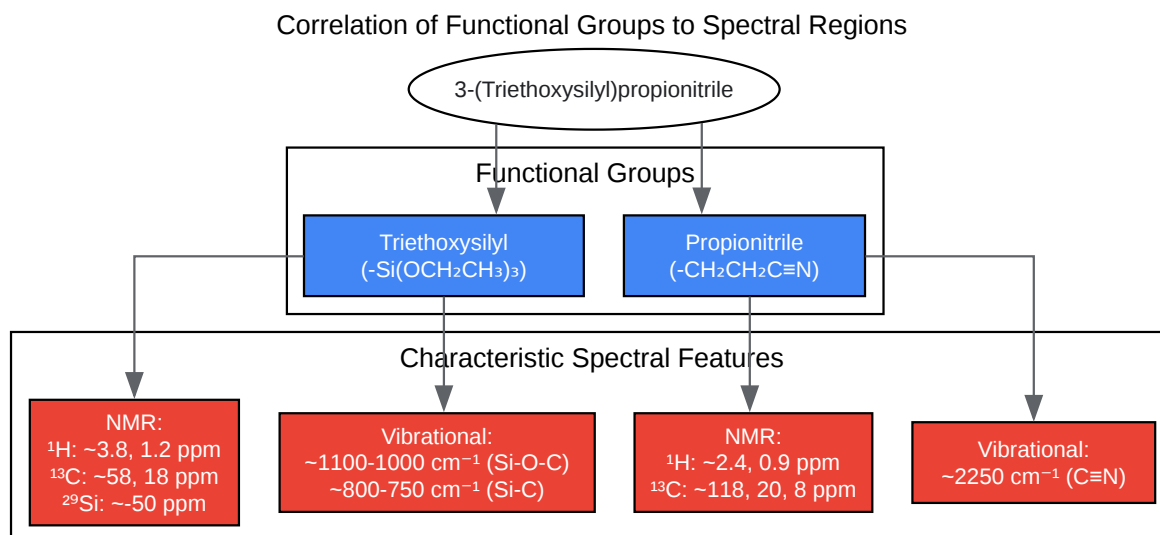 Correlation of Functional Groups to Spectral Regions
3-(Triethoxysilyl)propionitrile
Functional Groups
Triethoxysilyl
(-Si(OCH₂CH₃)₃)
Propionitrile
(-CH₂CH₂C≡N)
Characteristic Spectral Features
NMR:
¹H: ~3.8, 1.2 ppm
¹³C: ~58, 18 ppm
²⁹Si: ~-50 ppm
Vibrational:
~1100-1000 cm⁻¹ (Si-O-C)
~800-750 cm⁻¹ (Si-C)
NMR:
¹H: ~2.4, 0.9 ppm
¹³C: ~118, 20, 8 ppm
Vibrational:
~2250 cm⁻¹ (C≡N)